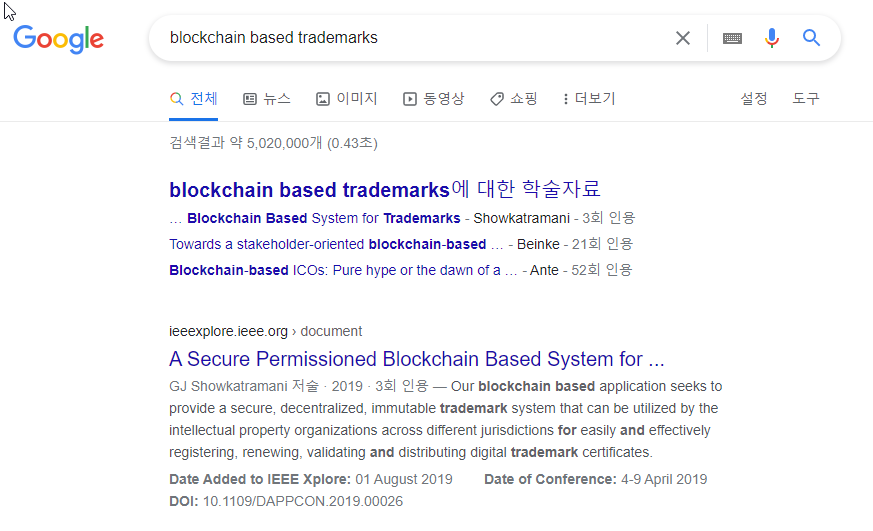 Google
blockchain based trademarks
전체 뉴스 이미지 동영상 쇼핑 더보기 설정 도구
검색결과 약 5,020,000개 (0.43초)
blockchain based trademarks에 대한 학술자료
… Blockchain Based System for Trademarks - Showkatramani - 3회 인용
Towards a stakeholder-oriented blockchain-based … - Beinke - 21회 인용
Blockchain-based ICOs: Pure hype or the dawn of a … - Ante - 52회 인용
ieeexplore.ieee.org › document
A Secure Permissioned Blockchain Based System for ...
GJ Showkatramani 저술 · 2019 · 3회 인용 — Our blockchain based application seeks to
provide a secure, decentralized, immutable trademark system that can be utilized by the
intellectual property organizations across different jurisdictions for easily and effectively
registering, renewing, validating and distributing digital trademark certificates.
Date Added to IEEE Xplore: 01 August 2019 Date of Conference: 4-9 April 2019
DOI: 10.1109/DAPPCON.2019.00026